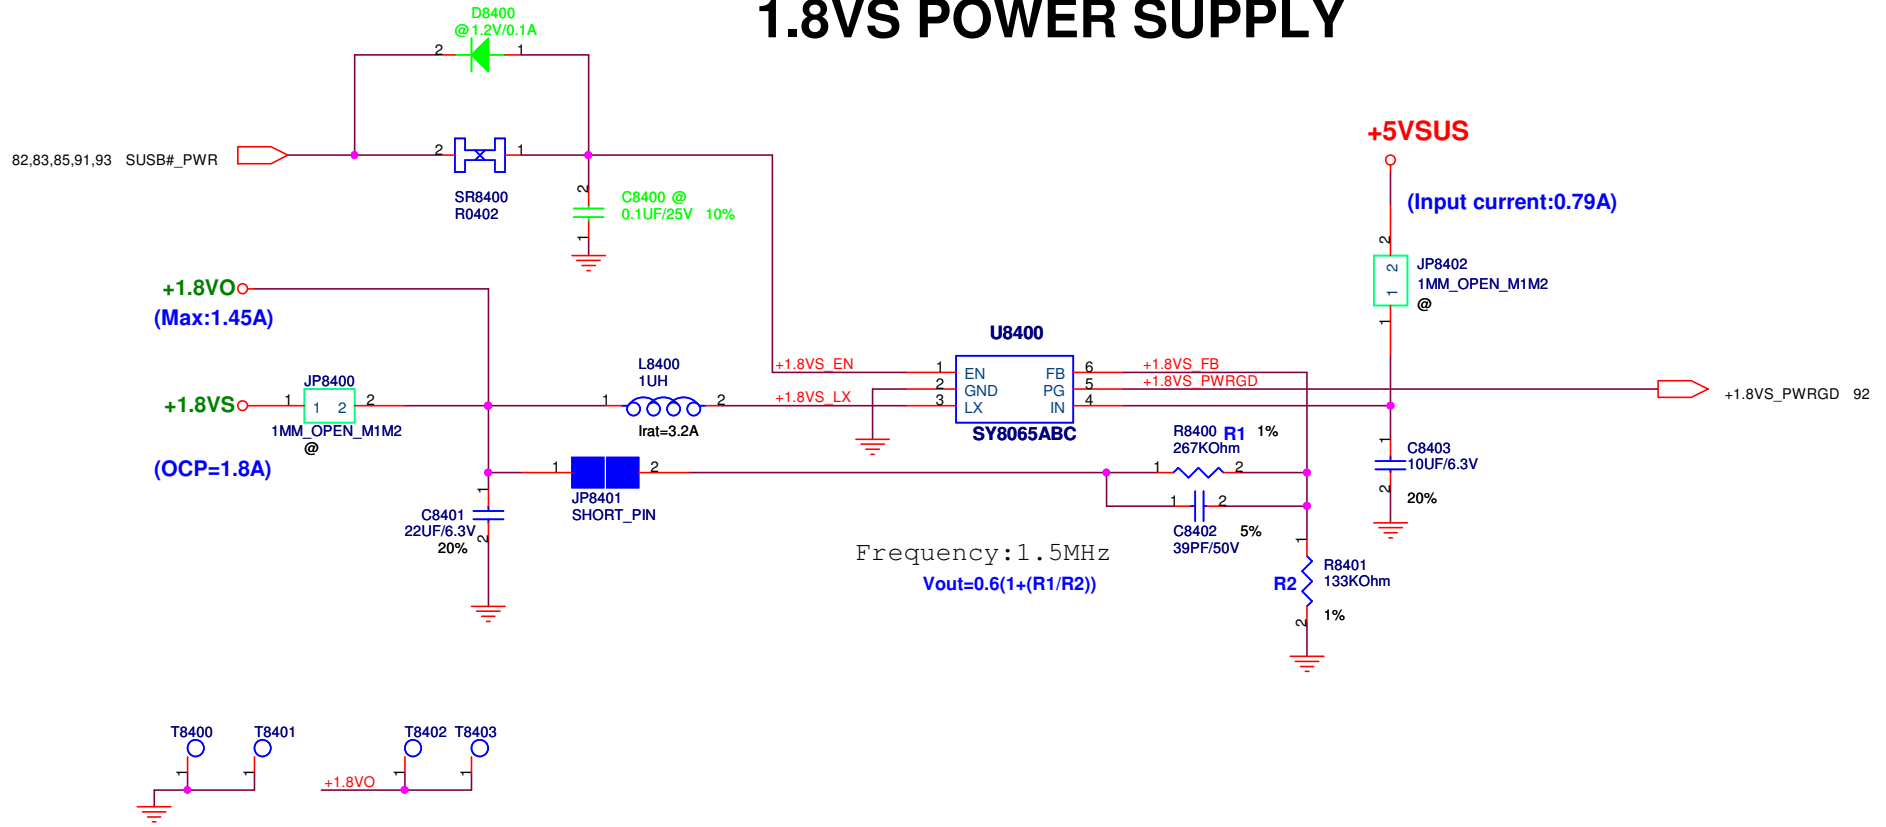 1.8VS POWER SUPPLY
D8400
@1.2V/0.1A
2
1
82,83,85,91,93 SUSB#_PWR
2
1
SR8400
R0402
2
C8400 @
0.1UF/25V 10%
1
+5VSUS
(Input current:0.79A)
2
2
1
JP8402
1MM_OPEN_M1M2
@
1
+1.8VO
(Max:1.45A)
+1.8VS
1
JP8400
1 2
2
1MM_OPEN_M1M2
@
(OCP=1.8A)
L8400
1UH
1
2
Irat=3.2A
+1.8VS_EN
+1.8VS_LX
U8400
1
2
3
EN
GND
LX
FB
PG
IN
6
5
4
SY8065ABC
+1.8VS_FB
+1.8VS_PWRGD
+1.8VS_PWRGD 92
1
JP8401
SHORT_PIN
2
1
C8401
22UF/6.3V
20%
2
R8400 R1 1%
267KOhm
1
2
1
2
C8402 5%
39PF/50V
1
C8403
10UF/6.3V
2
20%
Frequency:1.5MHz
Vout=0.6(1+(R1/R2))
1
R2
R8401
133KOhm
1%
2
T8400
T8401
1
1
T8402 T8403
1
1
+1.8VO